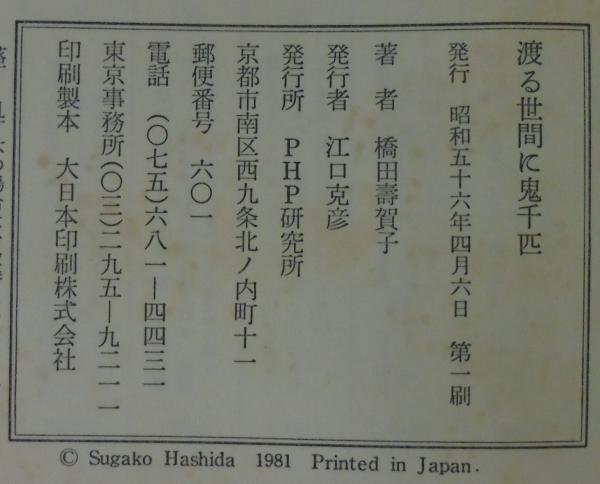 渡る世間に鬼千匹
発行 昭和五十六年四月六日 第一刷
著者 橋田壽賀子
発行者 江口克彦
発行所 PHP研究所
京都市南区西九条北ノ内町十一
郵便番号 六〇一
電話 (〇七五)六八一―四四三一
東京事務所(〇三)二九五―九二一一
印刷製本 大日本印刷株式会社
© Sugako Hashida 1981 Printed in Japan.